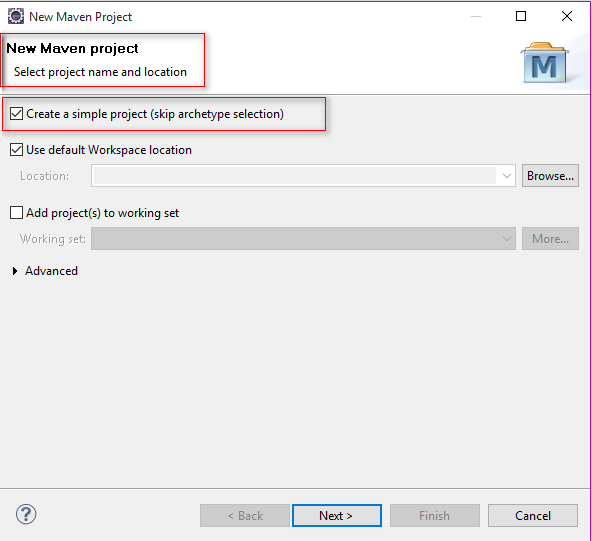 New Maven Project
New Maven project
Select project name and location
M
Create a simple project (skip archetype selection)
Use default Workspace location
Location:
Browse...
Add project(s) to working set
Working set:
More...
Advanced
?
< Back
Next >
Finish
Cancel